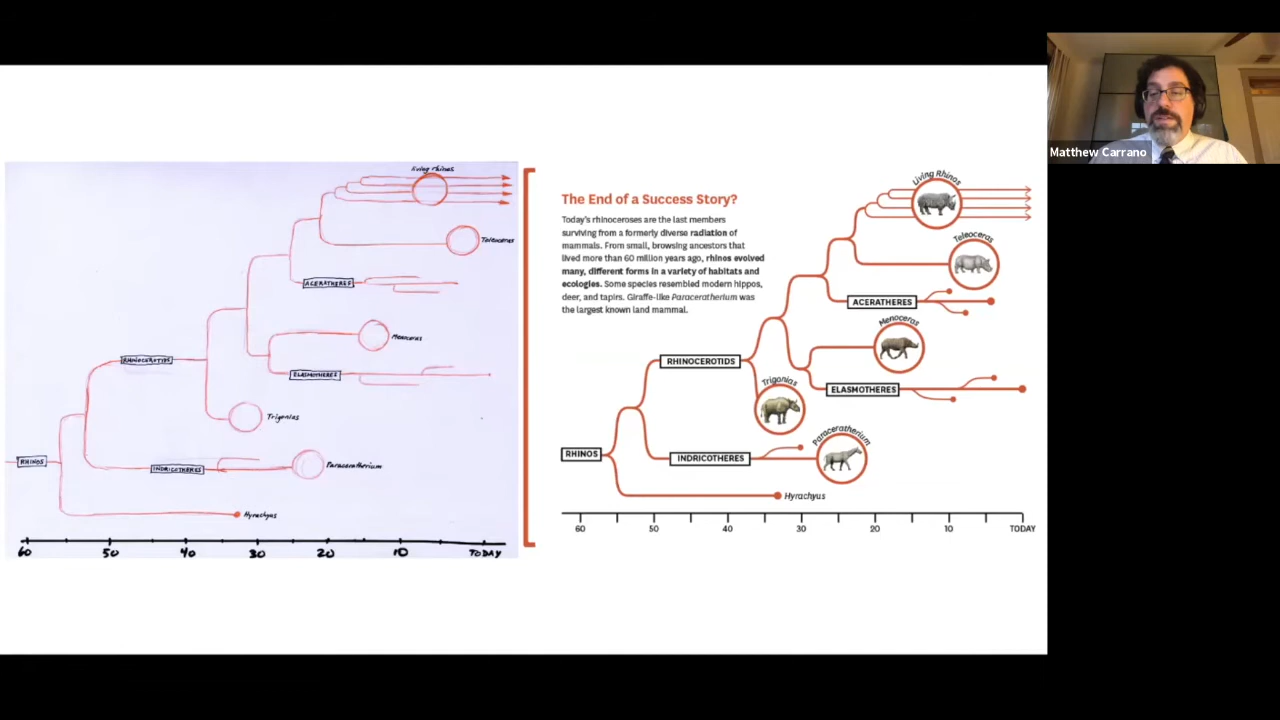 Living Rhinos
Teleoceras
ACERATHERES
Menoceras
RHINOCEROTIDS
ELASMOTHERES
Trigonias
RHINOS
INDRICOTHERES
Paraceratherium
Hyrachyus
60 50 40 30 20 10 TODAY
The End of a Success Story?
Today's rhinoceroses are the last members
surviving from a formerly diverse radiation of
mammals. From small, browsing ancestors that
lived more than 60 million years ago, rhinos evolved
many, different forms in a variety of habitats and
ecologies. Some species resembled modern hippos,
deer, and tapirs. Giraffe-like Paraceratherium was
the largest known land mammal.
Living Rhinos
Teleoceras
ACERATHERES
Menoceras
RHINOCEROTIDS
Trigonias
ELASMOTHERES
Paraceratherium
RHINOS
INDRICOTHERES
Hyrachyus
60 50 40 30 20 10 TODAY
Matthew Carrano